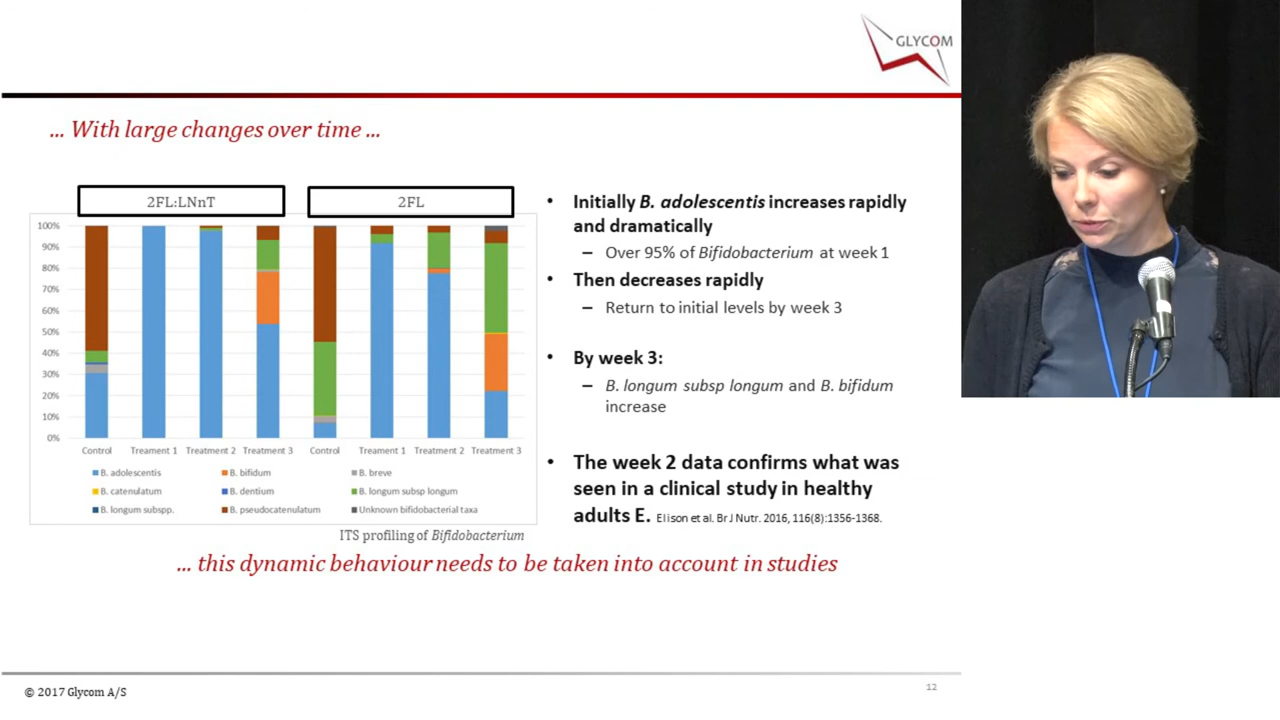 GLYCOM
... With large changes over time ...
2FL:LNnT
2FL
100%
90%
80%
70%
60%
50%
40%
30%
20%
10%
0%
Control Treament 1 Treatment 2 Treatment 3 Control Treament 1 Treatment 2 Treatment 3
B. adolescentis B. bifidum B. breve
B. catenulatum B. dentium B. longum subsp longum
B. longum subspp. B. pseudocatenulatum Unknown bifidobacterial taxa
ITS profiling of Bifidobacterium
• Initially B. adolescentis increases rapidly
and dramatically
– Over 95% of Bifidobacterium at week 1
• Then decreases rapidly
– Return to initial levels by week 3
• By week 3:
– B. longum subsp longum and B. bifidum
increase
• The week 2 data confirms what was
seen in a clinical study in healthy
adults E. Elison et al. Br J Nutr. 2016, 116(8):1356-1368.
... this dynamic behaviour needs to be taken into account in studies
© 2017 Glycom A/S
12